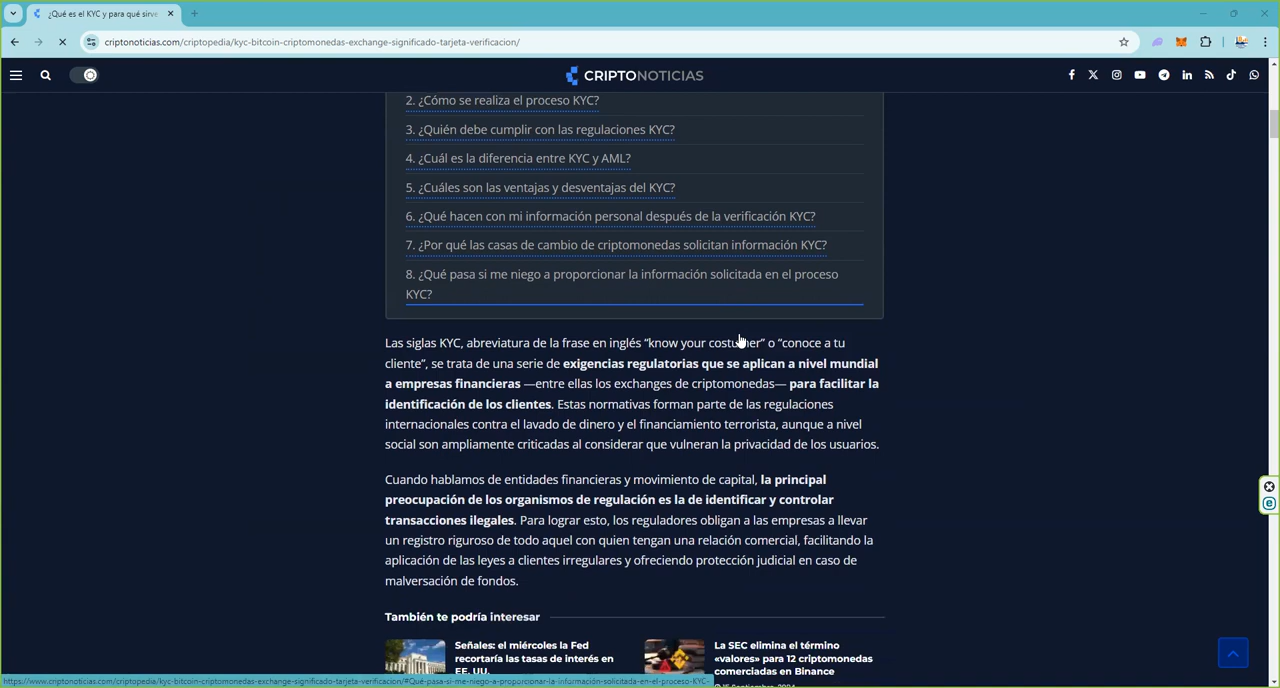 ¿Qué es el KYC y para qué sirve
criptonoticias.com/criptopedia/kyc-bitcoin-criptomonedas-exchange-significado-tarjeta-verificacion/
CRIPTONOTICIAS
2. ¿Cómo se realiza el proceso KYC?
3. ¿Quién debe cumplir con las regulaciones KYC?
4. ¿Cuál es la diferencia entre KYC y AML?
5. ¿Cuáles son las ventajas y desventajas del KYC?
6. ¿Qué hacen con mi información personal después de la verificación KYC?
7. ¿Por qué las casas de cambio de criptomonedas solicitan información KYC?
8. ¿Qué pasa si me niego a proporcionar la información solicitada en el proceso
KYC?
Las siglas KYC, abreviatura de la frase en inglés “know your costumer” o “conoce a tu
cliente”, se trata de una serie de exigencias regulatorias que se aplican a nivel mundial
a empresas financieras —entre ellas los exchanges de criptomonedas— para facilitar la
identificación de los clientes. Estas normativas forman parte de las regulaciones
internacionales contra el lavado de dinero y el financiamiento terrorista, aunque a nivel
social son ampliamente criticadas al considerar que vulneran la privacidad de los usuarios.
Cuando hablamos de entidades financieras y movimiento de capital, la principal
preocupación de los organismos de regulación es la de identificar y controlar
transacciones ilegales. Para lograr esto, los reguladores obligan a las empresas a llevar
un registro riguroso de todo aquel con quien tengan una relación comercial, facilitando la
aplicación de las leyes a clientes irregulares y ofreciendo protección judicial en caso de
malversación de fondos.
También te podría interesar
Señales: el miércoles la Fed
recortaría las tasas de interés en
EE. UU.
La SEC elimina el término
«valores» para 12 criptomonedas
comerciadas en Binance
15 Septiembre, 2024
https://www.criptonoticias.com/criptopedia/kyc-bitcoin-criptomonedas-exchange-significado-tarjeta-verificacion/#Qué-pasa-si-me-niego-a-proporcionar-la-información-solicitada-en-el-proceso-KYC-